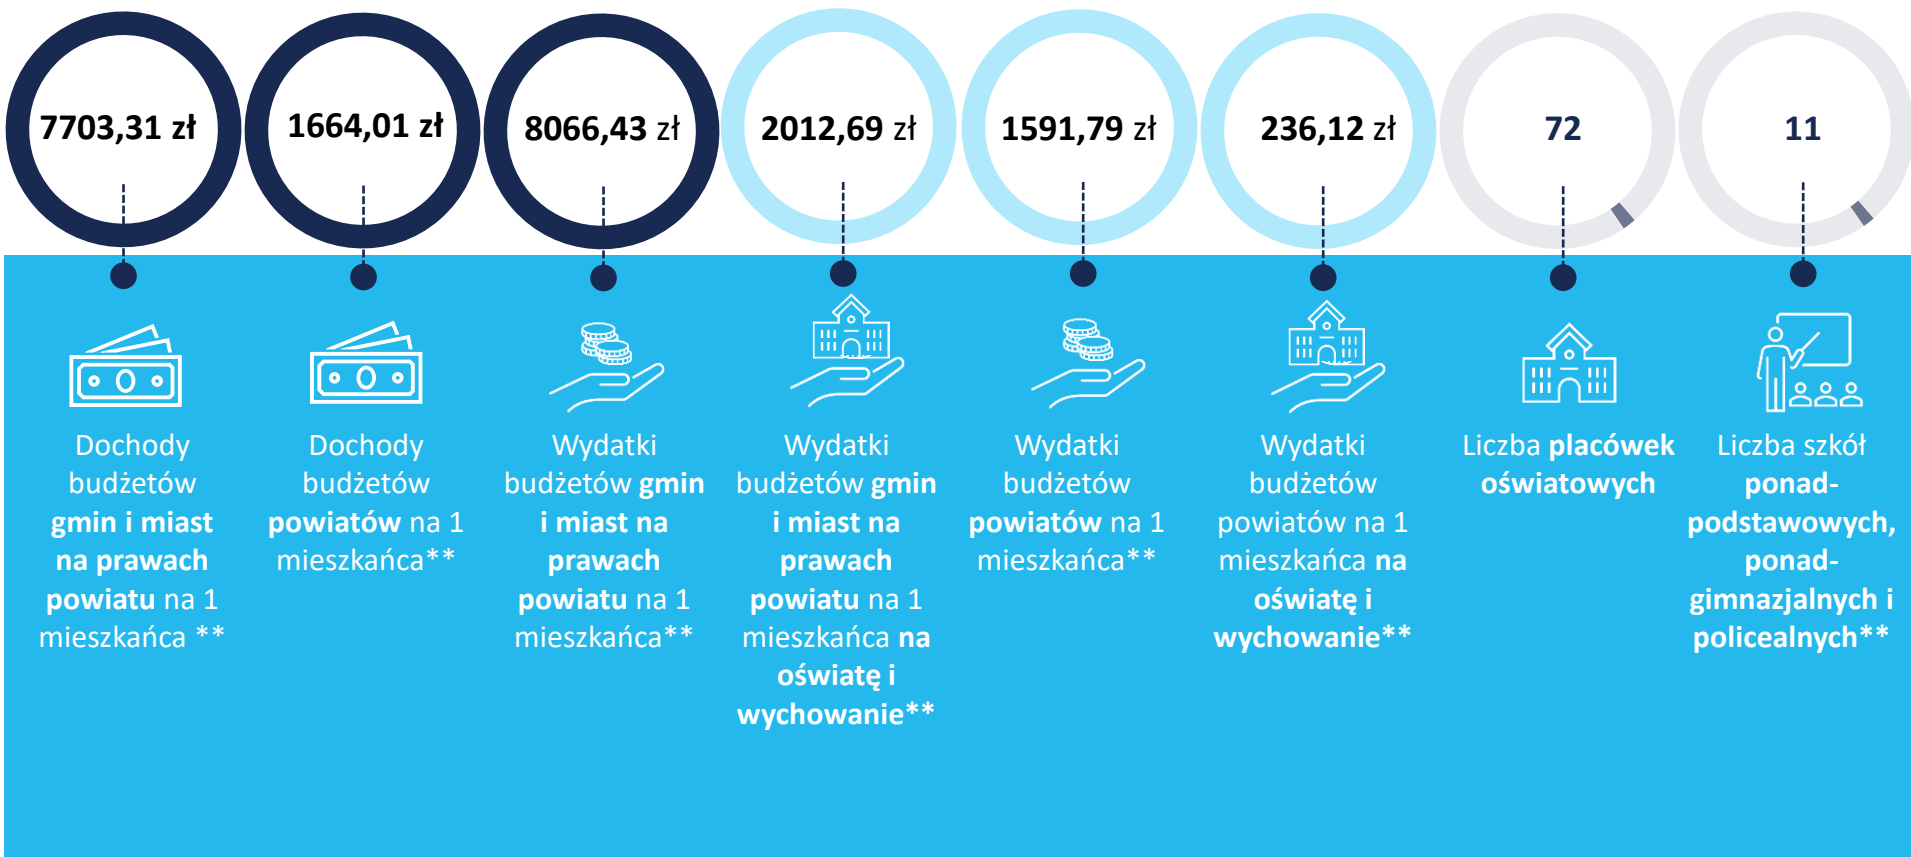 7703,31 zł
1664,01 zł
8066,43 zł
2012,69 zł
1591,79 zł
236,12 zł
72
11
Dochody
budżetów
gmin i miast
na prawach
powiatu na 1
mieszkańca **
Dochody
budżetów
powiatów na 1
mieszkańca**
Wydatki
budżetów gmin
i miast na
prawach
powiatu na 1
mieszkańca**
Wydatki
budżetów gmin
i miast na
prawach
powiatu na 1
mieszkańca na
oświatę i
wychowanie**
Wydatki
budżetów
powiatów na 1
mieszkańca**
Wydatki
budżetów
powiatów na 1
mieszkańca na
oświatę i
wychowanie**
Liczba placówek
oświatowych
Liczba szkół
ponad-
podstawowych,
ponad-
gimnazjalnych i
policealnych**